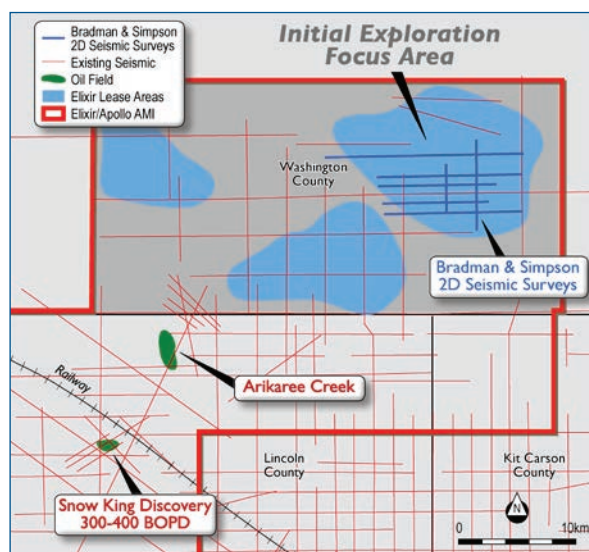 Bradman & Simpson
2D Seismic Surveys
Existing Seismic
Oil Field
Elixir Lease Areas
Elixir/Apollo AMI
Initial Exploration
Focus Area
Washington
County
Bradman & Simpson
2D Seismic Surveys
Arikaree Creek
Railway
Snow King Discovery
300-400 BOPD
Lincoln
County
Kit Carson
County
N
0
10km